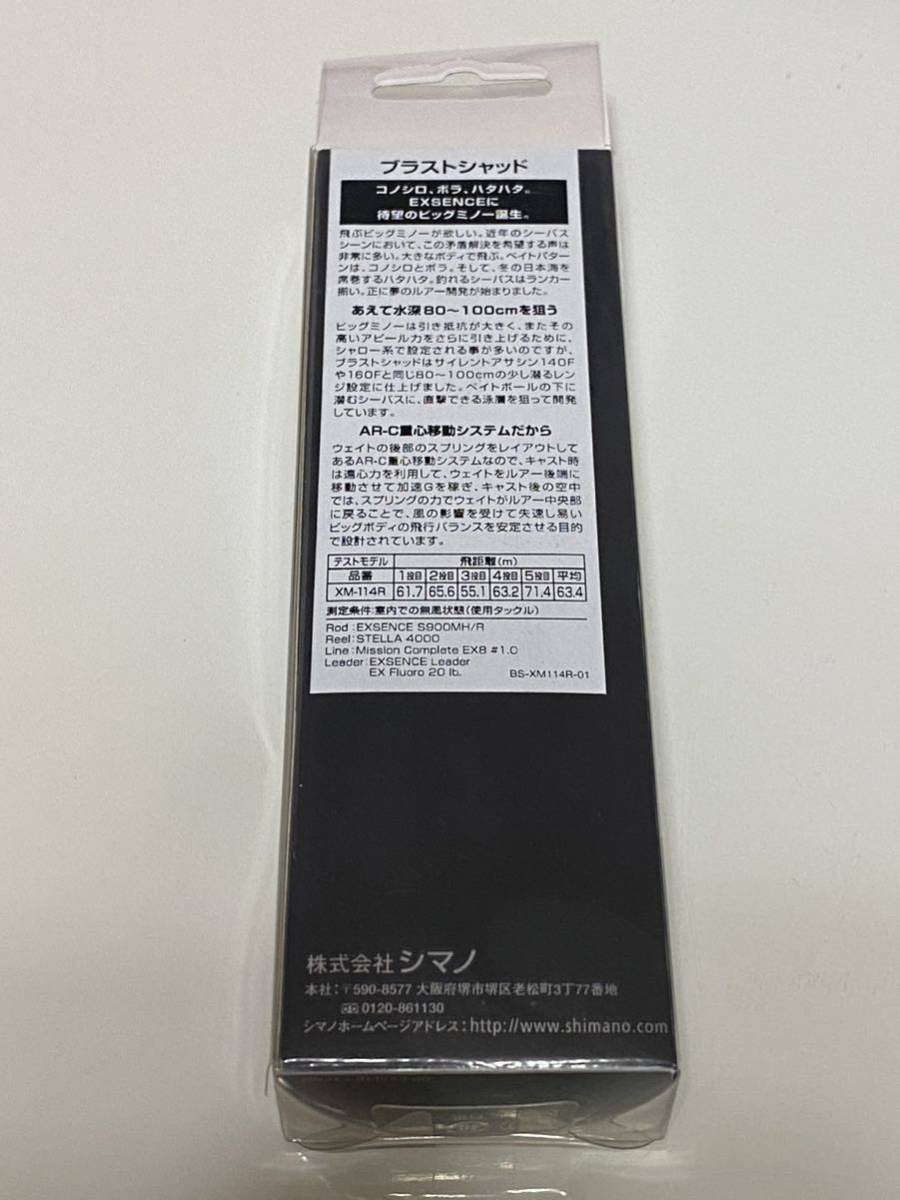 ブラストシャッド
コノシロ、ボラ、ハタハタ。
EXSENCEに
待望のビッグミノー誕生。
飛ぶビッグミノーが欲しい。近年のシーバス
シーンにおいて、この矛盾解決を希望する声は
非常に多い。大きなボディで飛ぶ。ベイトパター
ンは、コノシロとボラ。そして、冬の日本海を
席巻するハタハタ。釣れるシーバスはランカー
揃い。正に夢のルアー開発が始まりました。
あえて水深80〜100cmを狙う
ビッグミノーは引き抵抗が大きく、またその
高いアピール力をさらに引き上げるために、
シャロー系で設定される事が多いのですが、
ブラストシャッドはサイレントアサシン140F
や160Fと同じ80〜100cmの少し潜るレン
ジ設定に仕上げました。ベイトボールの下に
潜むシーバスに、直撃できる泳層を狙って開発
しています。
AR-C重心移動システムだから
ウェイトの後部のスプリングをレイアウトして
あるAR-C重心移動システムなので、キャスト時
は遠心力を利用して、ウェイトをルアー後端に
移動させて加速Gを稼ぎ、キャスト後の空中
では、スプリングの力でウェイトがルアー中央部
に戻ることで、風の影響を受けて失速し易い
ビッグボディの飛行バランスを安定させる目的
で設計されています。
テストモデル 飛距離(m)
品番 1投目 2投目 3投目 4投目 5投目 平均
XM-114R 61.7 65.6 55.1 63.2 71.4 63.4
測定条件:室内での無風状態(使用タックル)
Rod:EXSENCE S900MH/R
Reel:STELLA 4000
Line:Mission Complete EX8 #1.0
Leader:EXSENCE Leader
EX Fluoro 20 lb. BS-XM114R-01
株式会社シマノ
本社:〒590-8577 大阪府堺市堺区老松町3丁77番地
0120-861130
シマノホームページアドレス:http://www.shimano.com